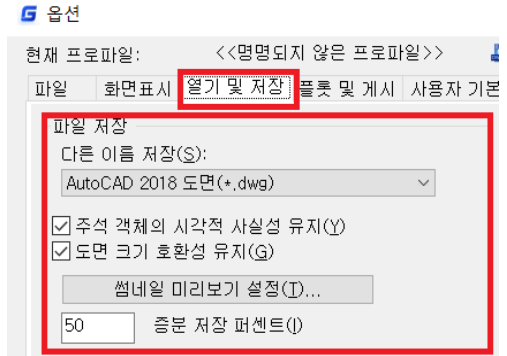 옵션
현재 프로파일: <<명명되지 않은 프로파일>>
파일 화면표시 열기 및 저장 플롯 및 게시 사용자 기본
파일 저장
다른 이름 저장(S):
AutoCAD 2018 도면(*.dwg)
주석 객체의 시각적 사실성 유지(Y)
도면 크기 호환성 유지(G)
썸네일 미리보기 설정(T)...
50 증분 저장 퍼센트(I)